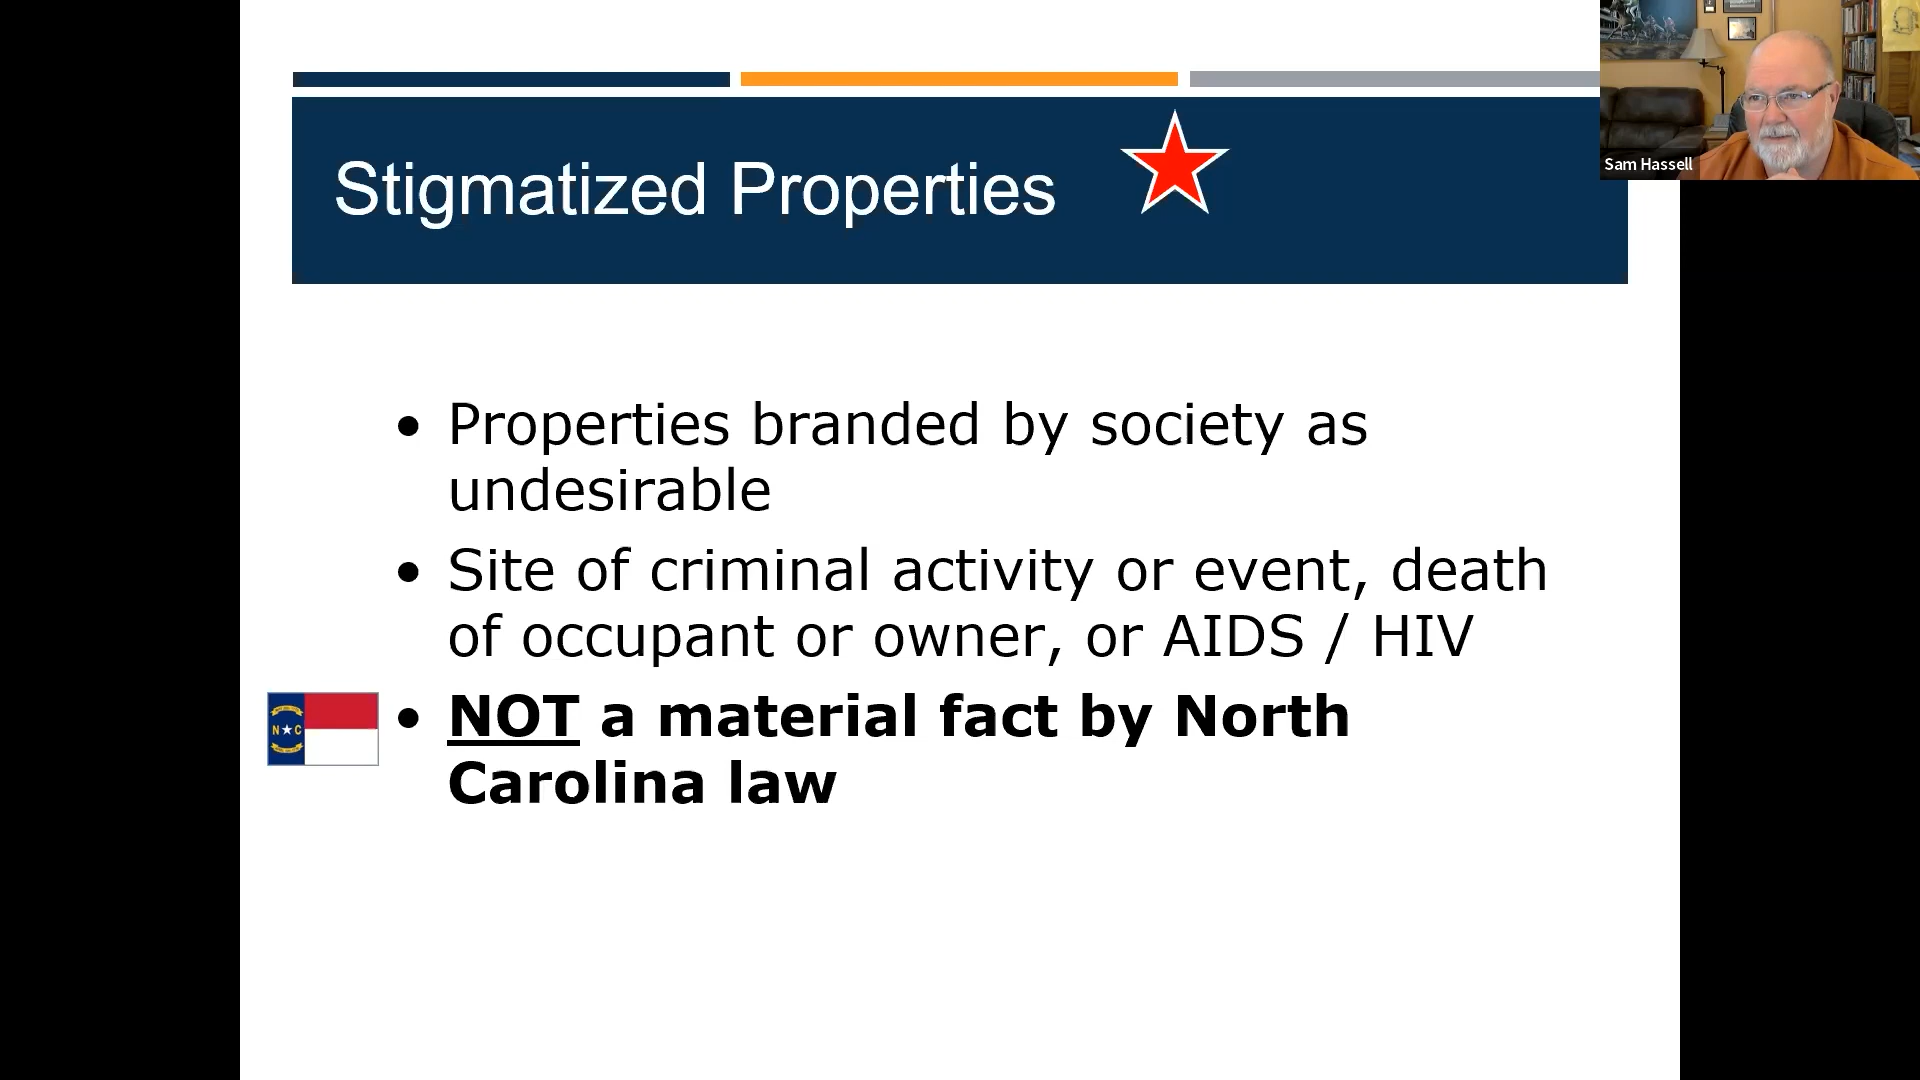 Stigmatized Properties
Sam Hassell
• Properties branded by society as
undesirable
• Site of criminal activity or event, death
of occupant or owner, or AIDS / HIV
• NOT a material fact by North
Carolina law
N C